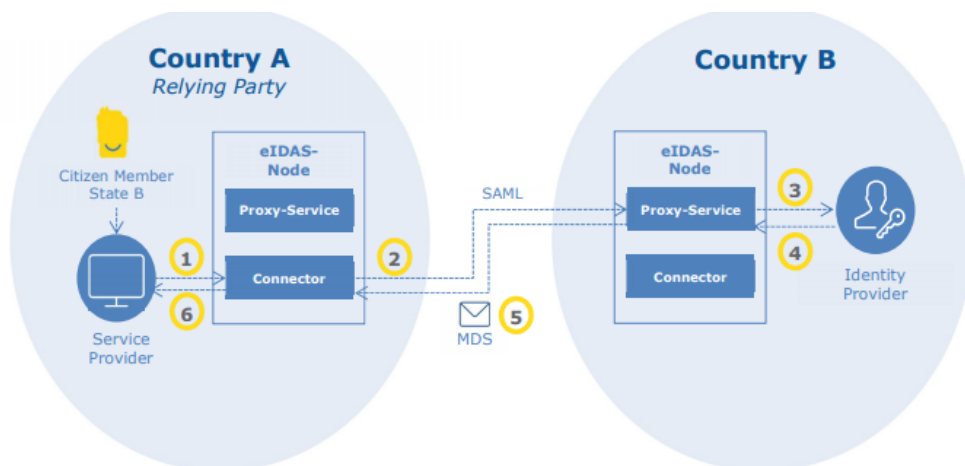 Country A
Relying Party
Citizen Member
State B
eIDAS-
Node
Proxy-Service
Connector
1
2
6
Service
Provider
SAML
5
MDS
Country B
eIDAS-
Node
Proxy-Service
Connector
3
4
Identity
Provider